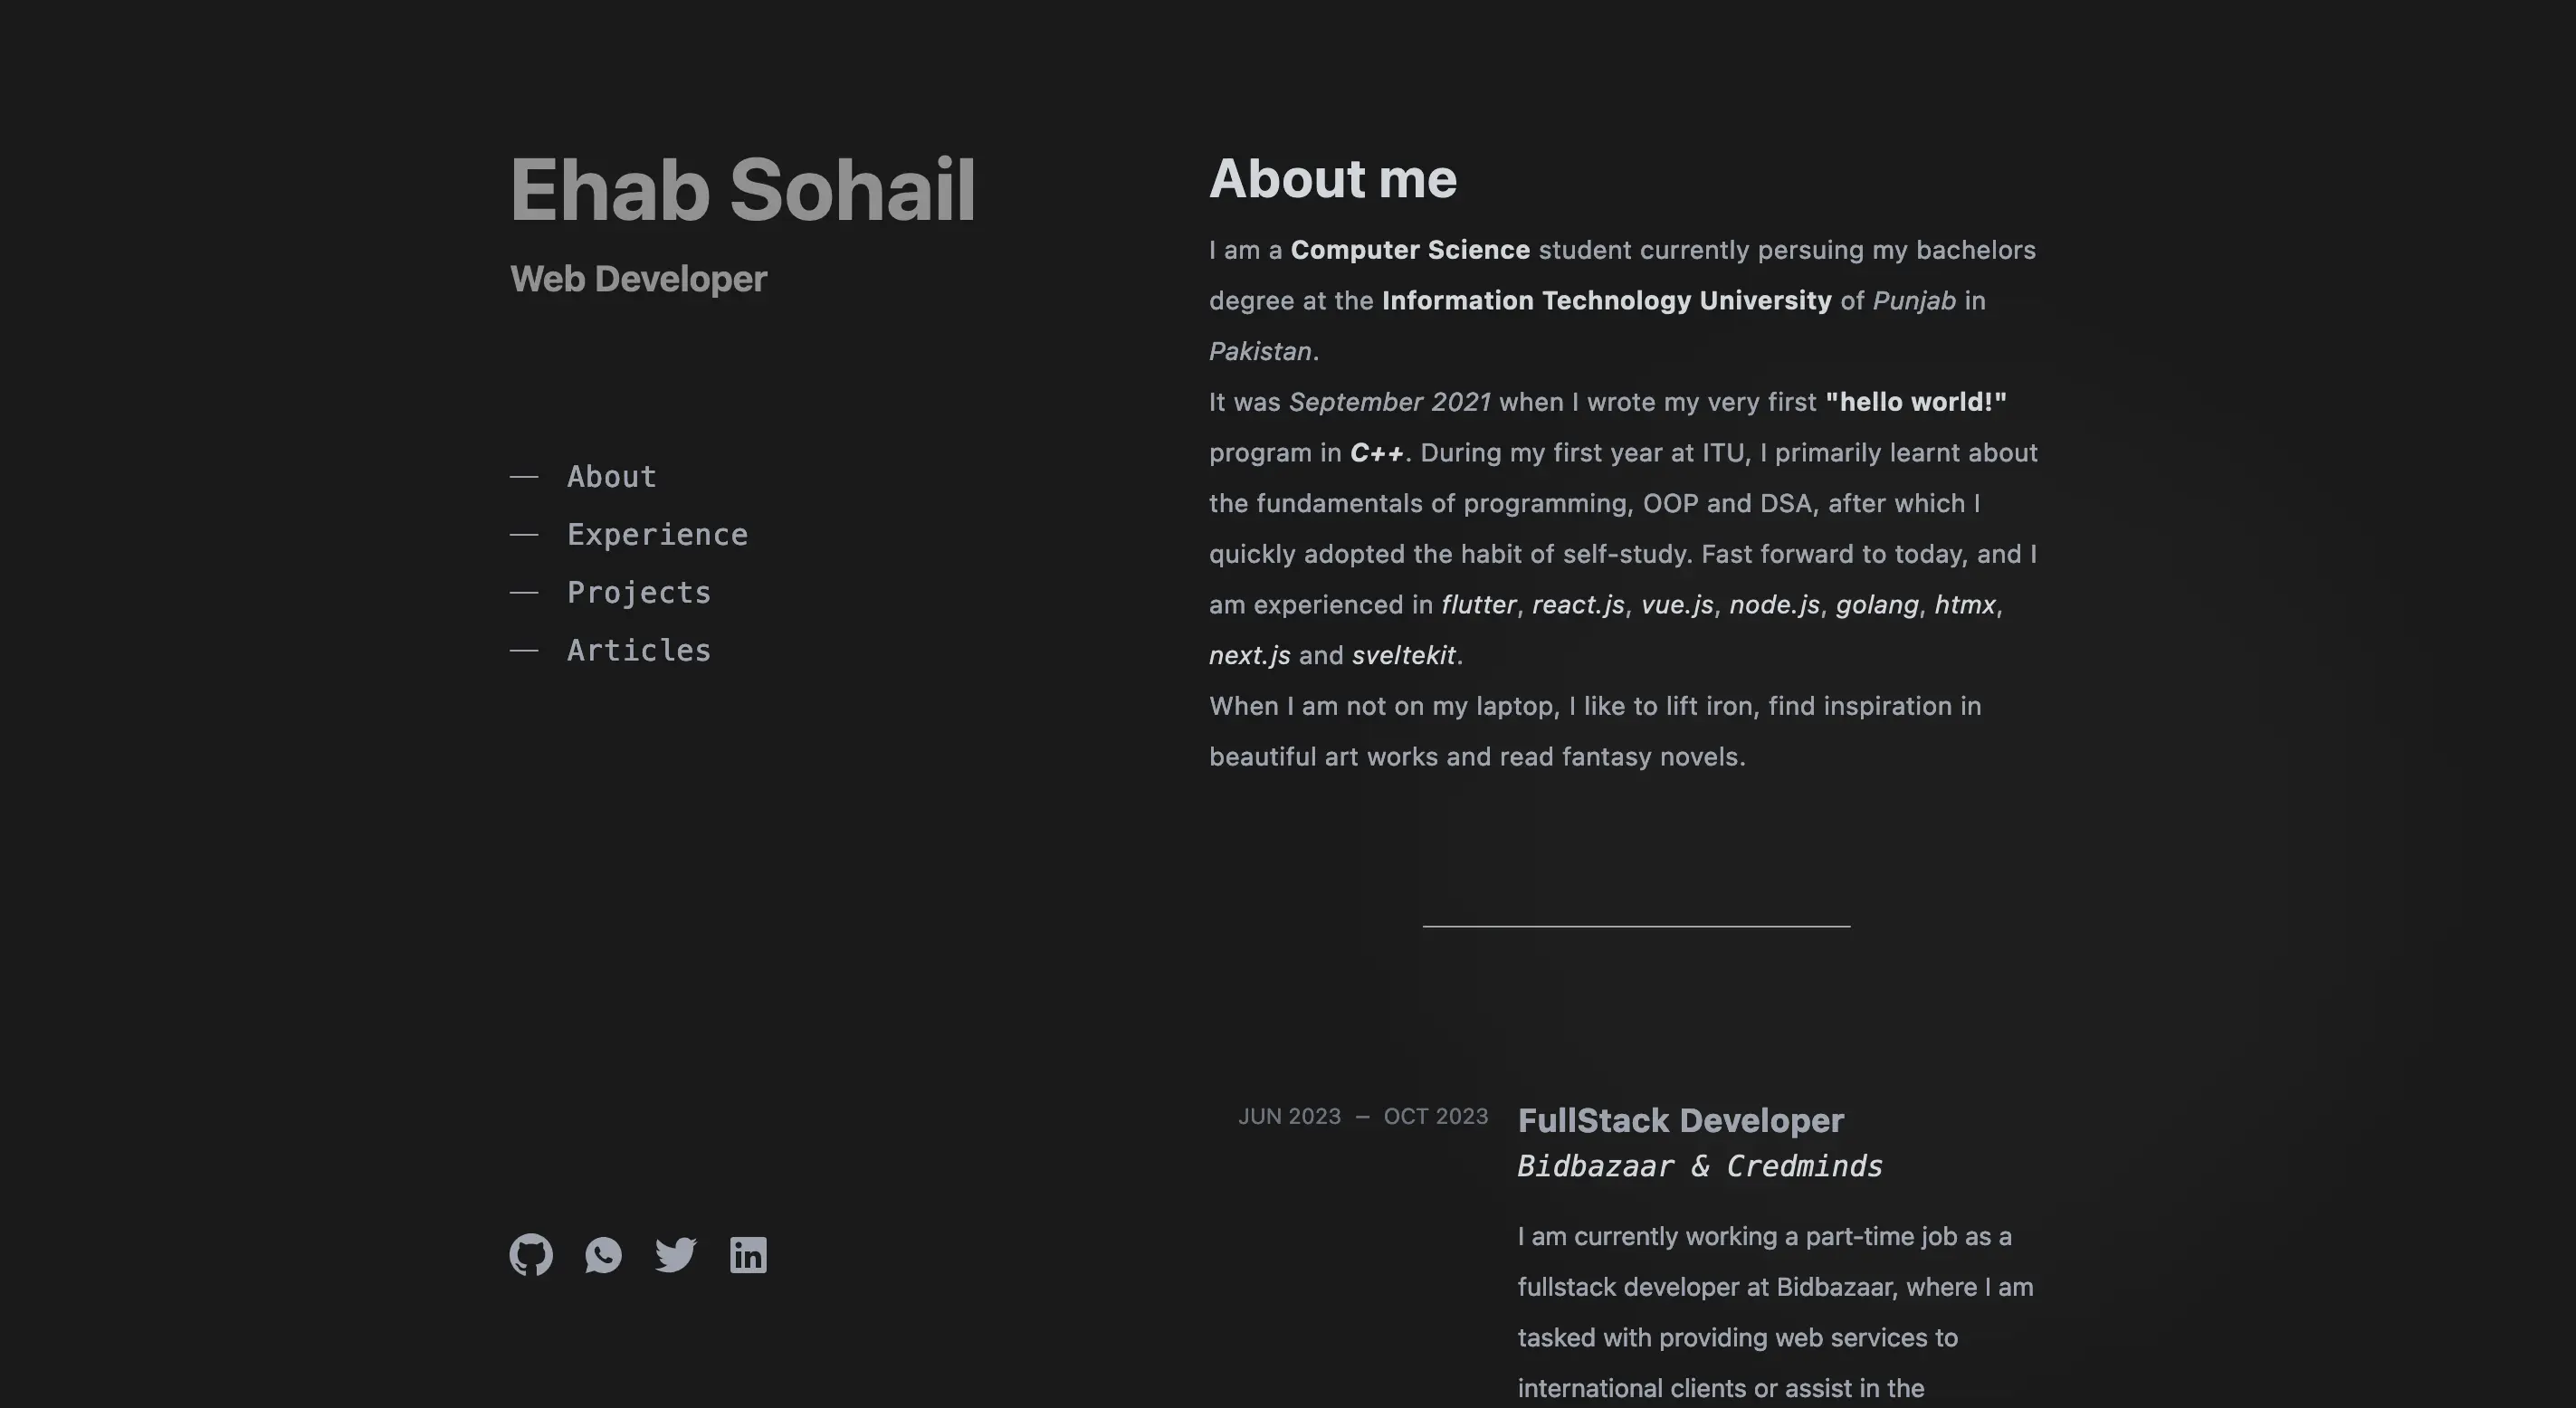 Ehab Sohail
Web Developer
— About
— Experience
— Projects
— Articles
About me
I am a Computer Science student currently persuing my bachelors
degree at the Information Technology University of Punjab in
Pakistan.
It was September 2021 when I wrote my very first "hello world!"
program in C++. During my first year at ITU, I primarily learnt about
the fundamentals of programming, OOP and DSA, after which I
quickly adopted the habit of self-study. Fast forward to today, and I
am experienced in flutter, react.js, vue.js, node.js, golang, htmx,
next.js and sveltekit.
When I am not on my laptop, I like to lift iron, find inspiration in
beautiful art works and read fantasy novels.
JUN 2023 — OCT 2023
FullStack Developer
Bidbazaar & Credminds
I am currently working a part-time job as a
fullstack developer at Bidbazaar, where I am
tasked with providing web services to
international clients or assist in the
in